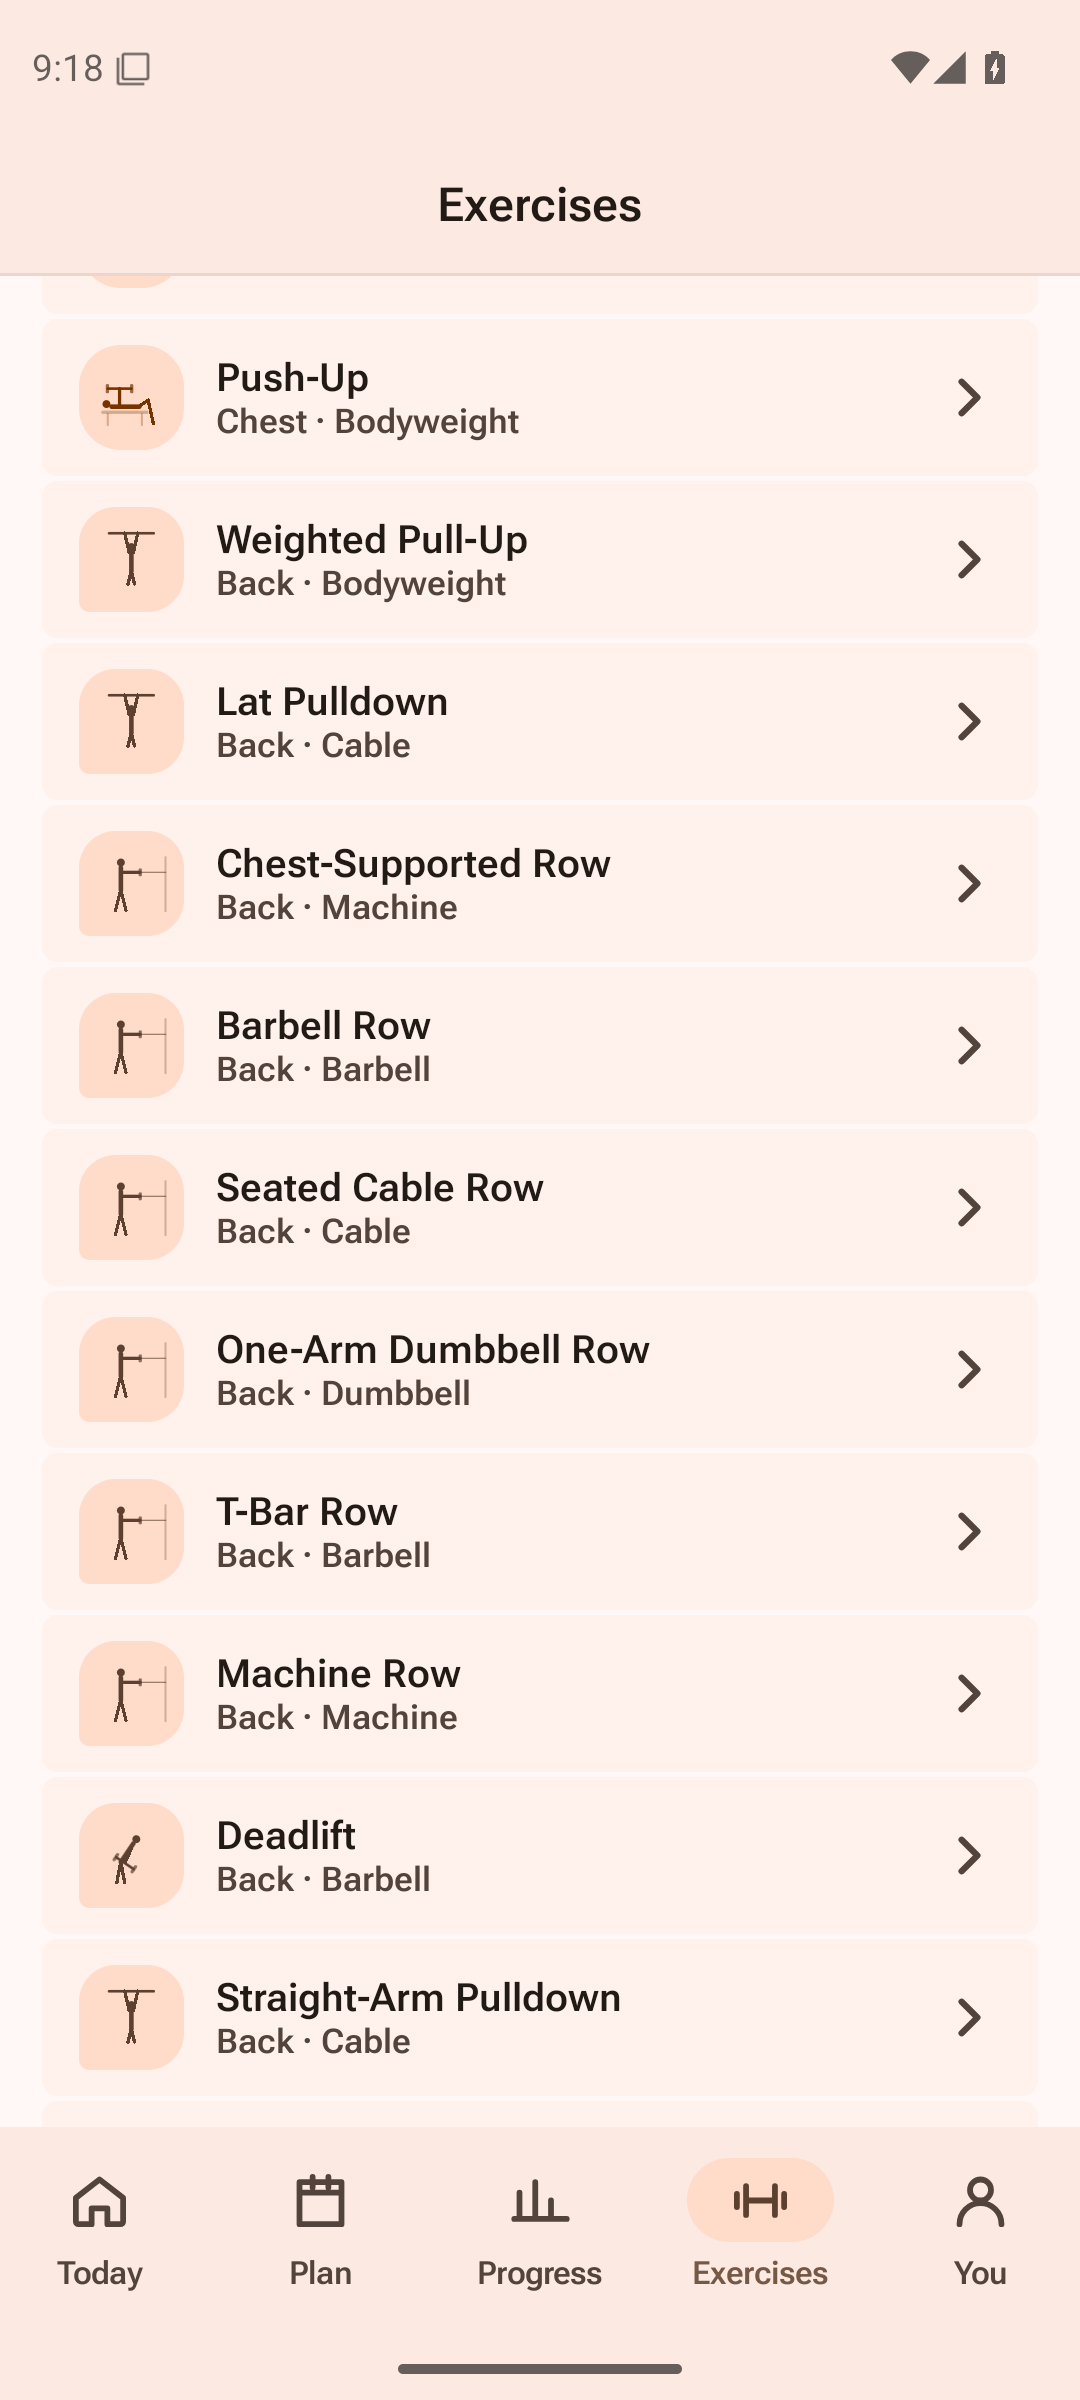 9:18
Exercises
Push-Up
Chest · Bodyweight
Weighted Pull-Up
Back · Bodyweight
Lat Pulldown
Back · Cable
Chest-Supported Row
Back · Machine
Barbell Row
Back · Barbell
Seated Cable Row
Back · Cable
One-Arm Dumbbell Row
Back · Dumbbell
T-Bar Row
Back · Barbell
Machine Row
Back · Machine
Deadlift
Back · Barbell
Straight-Arm Pulldown
Back · Cable
Today
Plan
Progress
Exercises
You